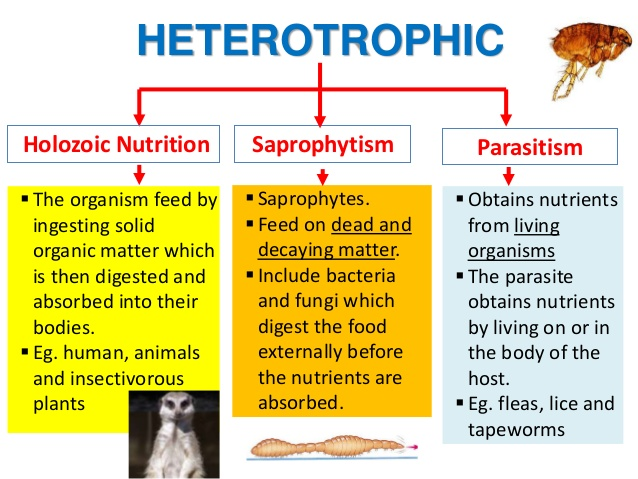 HETEROTROPHIC
Holozoic Nutrition
▪ The organism feed by
ingesting solid
organic matter which
is then digested and
absorbed into their
bodies.
▪ Eg. human, animals
and insectivorous
plants
Saprophytism
▪ Saprophytes.
▪ Feed on dead and
decaying matter.
▪ Include bacteria
and fungi which
digest the food
externally before
the nutrients are
absorbed.
Parasitism
▪ Obtains nutrients
from living
organisms
▪ The parasite
obtains nutrients
by living on or in
the body of the
host.
▪ Eg. fleas, lice and
tapeworms